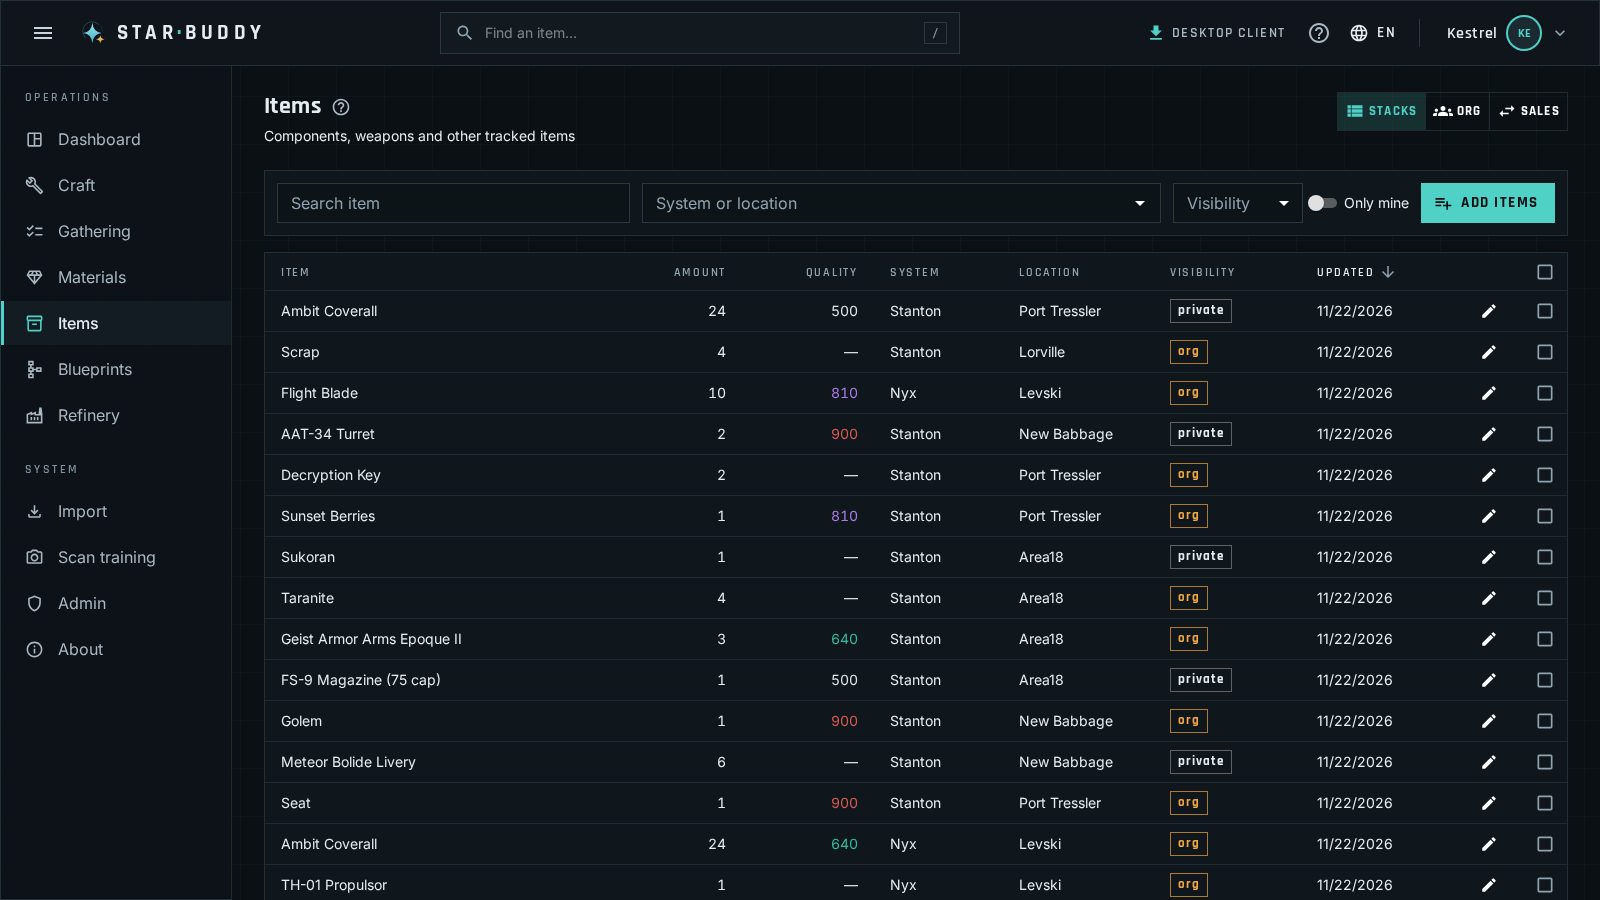 STAR·BUDDY
Find an item...
/
DESKTOP CLIENT
EN
Kestrel
KE
OPERATIONS
Dashboard
Craft
Gathering
Materials
Items
Blueprints
Refinery
SYSTEM
Import
Scan training
Admin
About
Items
Components, weapons and other tracked items
STACKS ORG SALES
Search item
System or location
Visibility
Only mine
ADD ITEMS
ITEM AMOUNT QUALITY SYSTEM LOCATION VISIBILITY UPDATED
Ambit Coverall 24 500 Stanton Port Tressler private 11/22/2026
Scrap 4 — Stanton Lorville org 11/22/2026
Flight Blade 10 810 Nyx Levski org 11/22/2026
AAT-34 Turret 2 900 Stanton New Babbage private 11/22/2026
Decryption Key 2 — Stanton Port Tressler org 11/22/2026
Sunset Berries 1 810 Stanton Port Tressler org 11/22/2026
Sukoran 1 — Stanton Area18 private 11/22/2026
Taranite 4 — Stanton Area18 org 11/22/2026
Geist Armor Arms Epoque II 3 640 Stanton Area18 org 11/22/2026
FS-9 Magazine (75 cap) 1 500 Stanton Area18 private 11/22/2026
Golem 1 900 Stanton New Babbage org 11/22/2026
Meteor Bolide Livery 6 — Stanton New Babbage private 11/22/2026
Seat 1 900 Stanton Port Tressler org 11/22/2026
Ambit Coverall 24 640 Nyx Levski org 11/22/2026
TH-01 Propulsor 1 — Nyx Levski org 11/22/2026